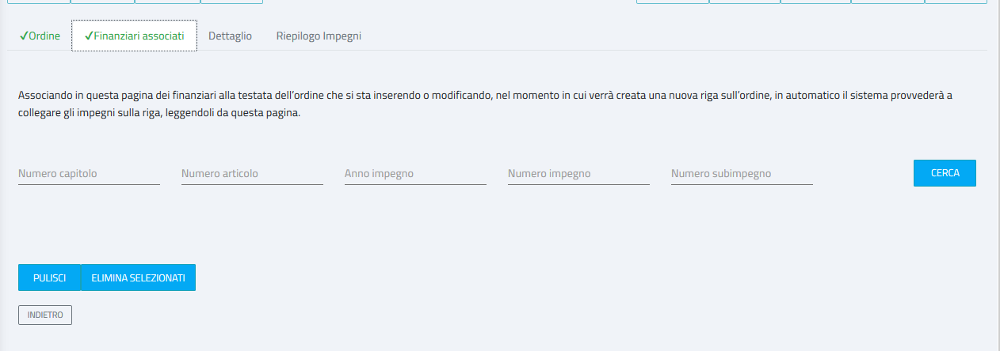 ✔Ordine ✔Finanziari associati Dettaglio Riepilogo Impegni
Associando in questa pagina dei finanziari alla testata dell’ordine che si sta inserendo o modificando, nel momento in cui verrà creata una nuova riga sull’ordine, in automatico il sistema provvederà a
collegare gli impegni sulla riga, leggendoli da questa pagina.
Numero capitolo Numero articolo Anno impegno Numero impegno Numero subimpegno CERCA
PULISCI ELIMINA SELEZIONATI
INDIETRO